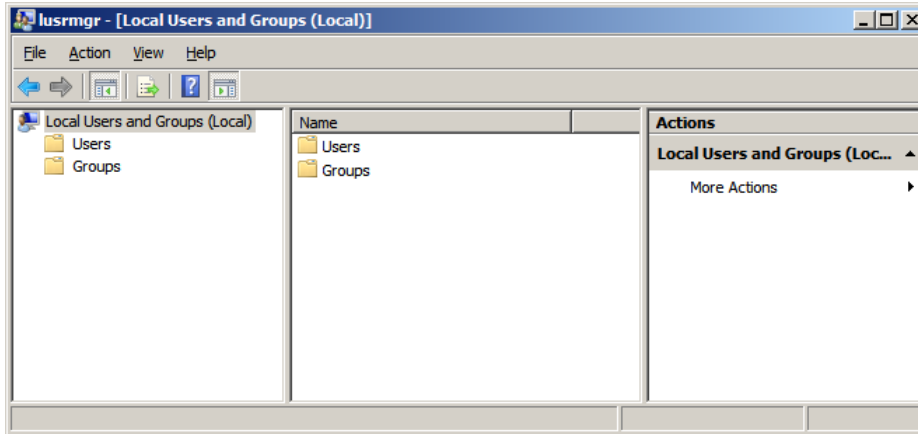 lusrmgr - [Local Users and Groups (Local)]
File Action View Help
Local Users and Groups (Local)
Users
Groups
Name
Users
Groups
Actions
Local Users and Groups (Loc...
More Actions